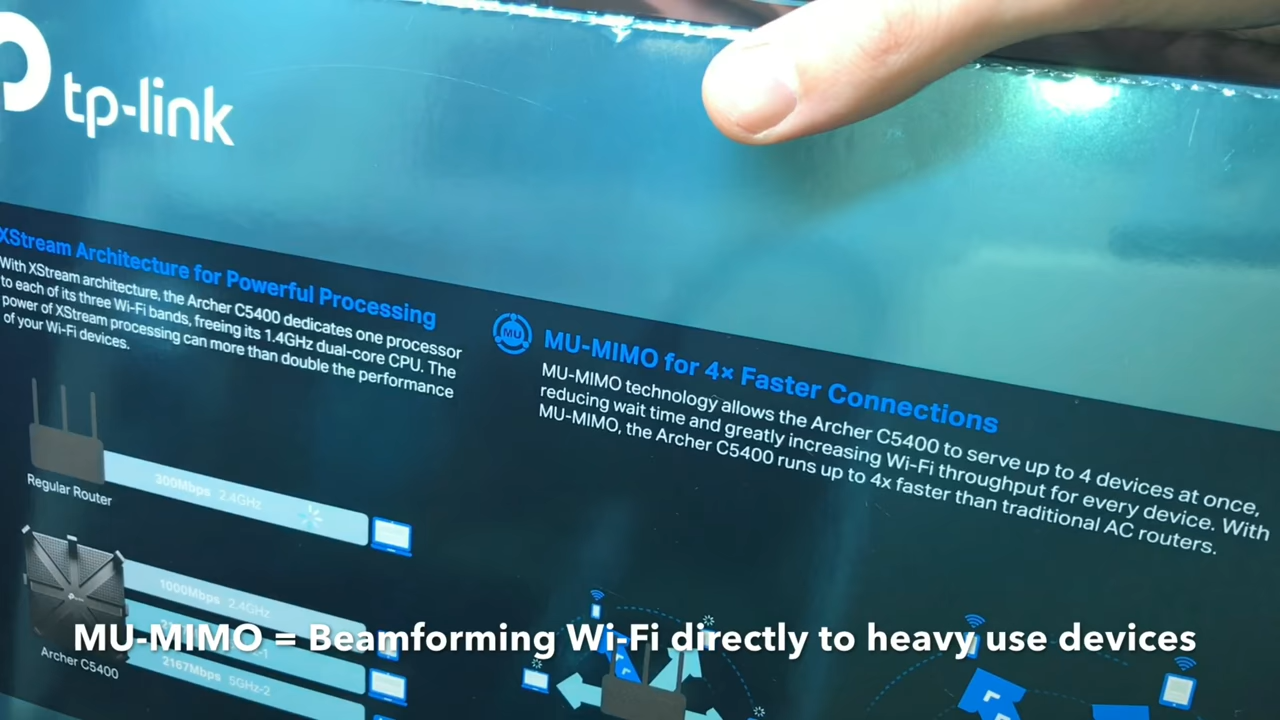 tp-link
XStream Architecture for Powerful Processing
With XStream architecture, the Archer C5400 dedicates one processor
to each of its three Wi-Fi bands, freeing its 1.4GHz dual-core CPU. The
power of XStream processing can more than double the performance
of your Wi-Fi devices.
MU
MU-MIMO for 4× Faster Connections
MU-MIMO technology allows the Archer C5400 to serve up to 4 devices at once,
reducing wait time and greatly increasing Wi-Fi throughput for every device. With
MU-MIMO, the Archer C5400 runs up to 4x faster than traditional AC routers.
300Mbps 2.4GHz
Regular Router
1000Mbps 2.4GHz
2167Mbps 5GHz-2
Archer C5400
MU-MIMO = Beamforming Wi-Fi directly to heavy use devices